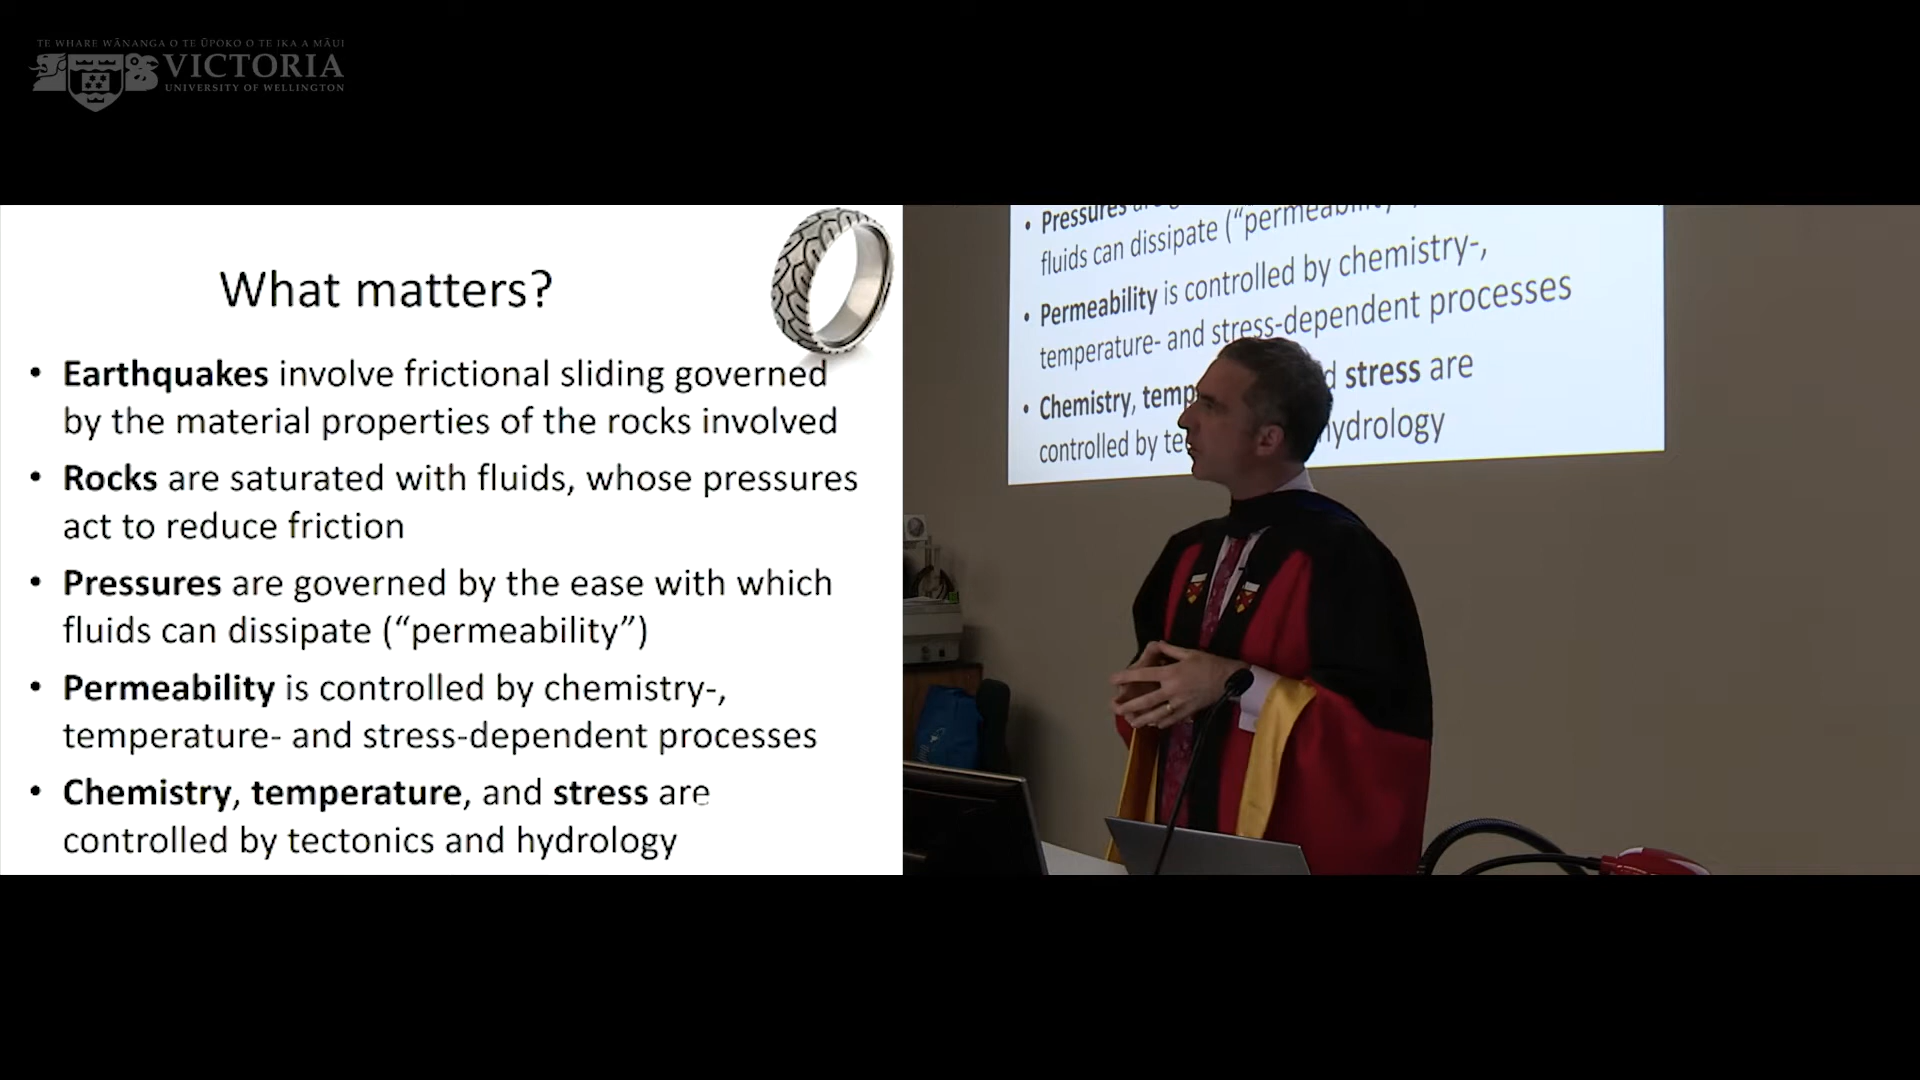 TE WHARE WĀNANGA O TE ŪPOKO O TE IKA A MĀUI
VICTORIA
UNIVERSITY OF WELLINGTON
What matters?
• Earthquakes involve frictional sliding governed
by the material properties of the rocks involved
• Rocks are saturated with fluids, whose pressures
act to reduce friction
• Pressures are governed by the ease with which
fluids can dissipate (“permeability”)
• Permeability is controlled by chemistry-,
temperature- and stress-dependent processes
• Chemistry, temperature, and stress are
controlled by tectonics and hydrology
• Pressures
fluids can dissipate (“permeability
• Permeability is controlled by chemistry-,
temperature- and stress-dependent processes
• Chemistry, temp d stress are
controlled by te hydrology